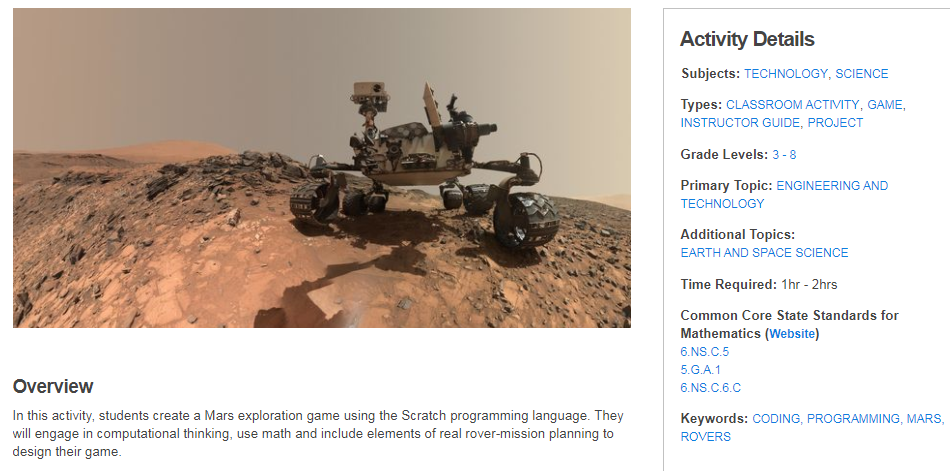 Activity Details
Subjects: TECHNOLOGY, SCIENCE
Types: CLASSROOM ACTIVITY, GAME,
INSTRUCTOR GUIDE, PROJECT
Grade Levels: 3 - 8
Primary Topic: ENGINEERING AND
TECHNOLOGY
Additional Topics:
EARTH AND SPACE SCIENCE
Time Required: 1hr - 2hrs
Common Core State Standards for
Mathematics (Website)
6.NS.C.5
5.G.A.1
6.NS.C.6.C
Keywords: CODING, PROGRAMMING, MARS,
ROVERS
Overview
In this activity, students create a Mars exploration game using the Scratch programming language. They
will engage in computational thinking, use math and include elements of real rover-mission planning to
design their game.